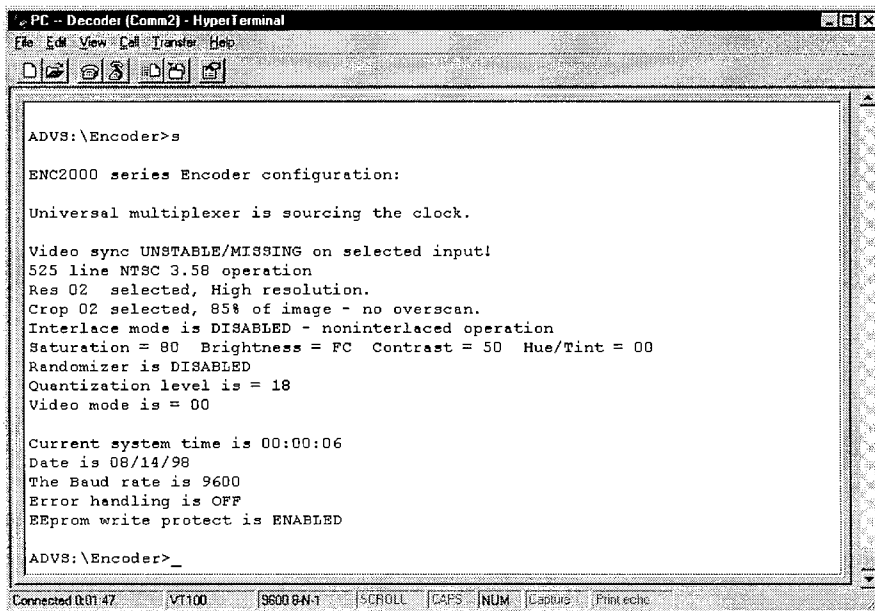 PC -- Decoder (Comm2) - HyperTerminal
File Edit View Call Transfer Help
ADVS:\Encoder>s
ENC2000 series Encoder configuration:
Universal multiplexer is sourcing the clock.
Video sync UNSTABLE/MISSING on selected input!
525 line NTSC 3.58 operation
Res 02 selected, High resolution.
Crop 02 selected, 85% of image - no overscan.
Interlace mode is DISABLED - noninterlaced operation
Saturation = 80 Brightness = FC Contrast = 50 Hue/Tint = 00
Randomizer is DISABLED
Quantization level is = 18
Video mode is = 00
Current system time is 00:00:06
Date is 08/14/98
The Baud rate is 9600
Error handling is OFF
EEprom write protect is ENABLED
ADVS:\Encoder>_
Connected 0:01:47 VT100 9600 8-N-1 SCROLL CAPS NUM Capture Print echo